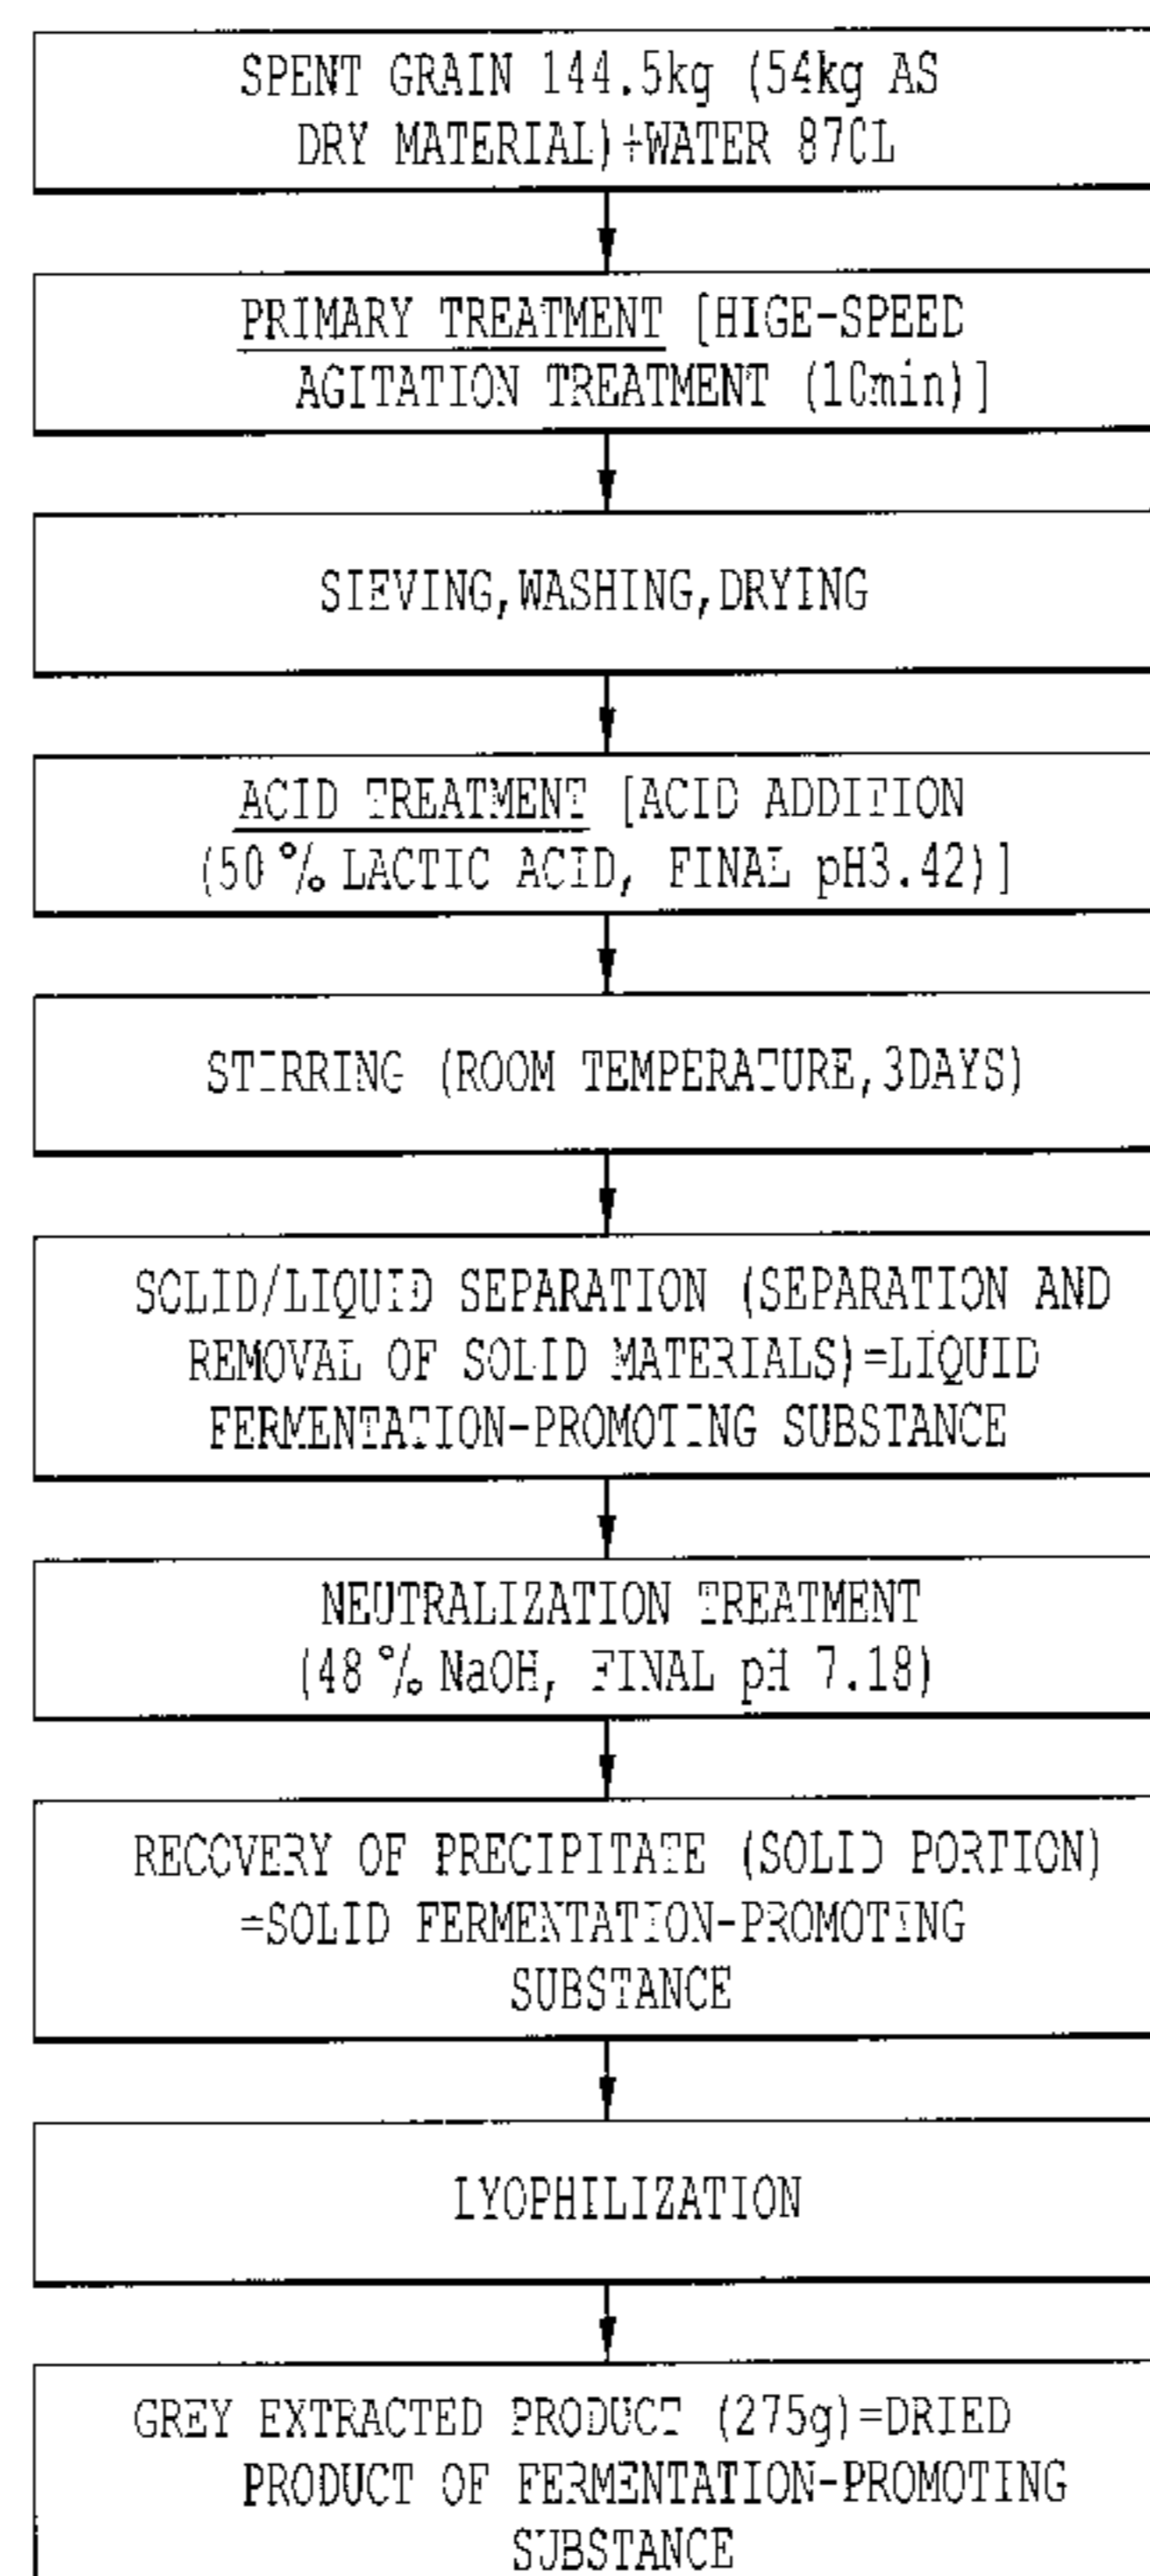 SPENT GRAIN 144.5kg (54kg AS
DRY MATERIAL)+WATER 870L
PRIMARY TREATMENT [HIGE-SPEED
AGITATION TREATMENT (10min)]
SIEVING,WASHING,DRYING
ACID TREATMENT [ACID ADDITION
(50% LACTIC ACID, FINAL pH3.42)]
STIRRING (ROOM TEMPERATURE,3DAYS)
SOLID/LIQUID SEPARATION (SEPARATION AND
REMOVAL OF SOLID MATERIALS)=LIQUID
FERMENTATION-PROMOTING SUBSTANCE
NEUTRALIZATION TREATMENT
(48% NaOH, FINAL pH 7.18)
RECOVERY OF PRECIPITATE (SOLID PORTION)
=SOLID FERMENTATION-PROMOTING
SUBSTANCE
LYOPHILIZATION
GREY EXTRACTED PRODUCT (275g)=DRIED
PRODUCT OF FERMENTATION-PROMOTING
SUBSTANCE